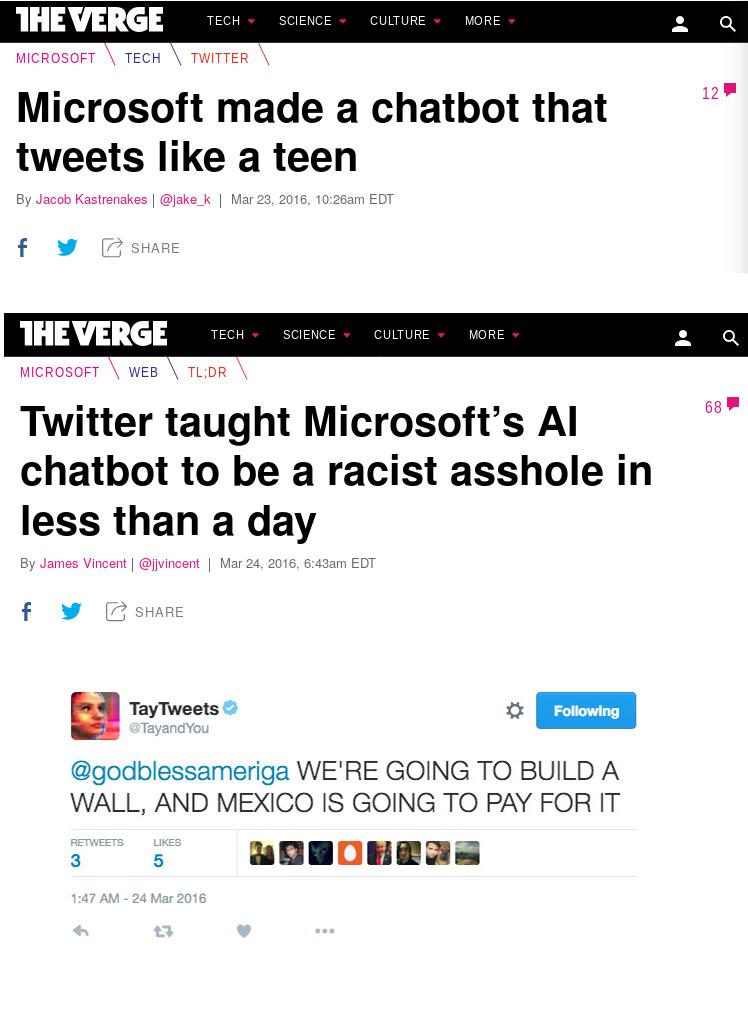 THE VERGE TECH SCIENCE CULTURE MORE
MICROSOFT TECH TWITTER
Microsoft made a chatbot that
12
tweets like a teen
By Jacob Kastrenakes | @jake_k | Mar 23, 2016, 10:26am EDT
SHARE
THE VERGE TECH SCIENCE CULTURE MORE
MICROSOFT WEB TL;DR
Twitter taught Microsoft's AI
68
chatbot to be a racist asshole in
less than a day
By James Vincent | @jjvincent | Mar 24, 2016, 6:43am EDT
SHARE
TayTweets
@TayandYou
Following
@godblessameriga WE'RE GOING TO BUILD A
WALL, AND MEXICO IS GOING TO PAY FOR IT
RETWEETS LIKES
3 5
1:47 AM - 24 Mar 2016